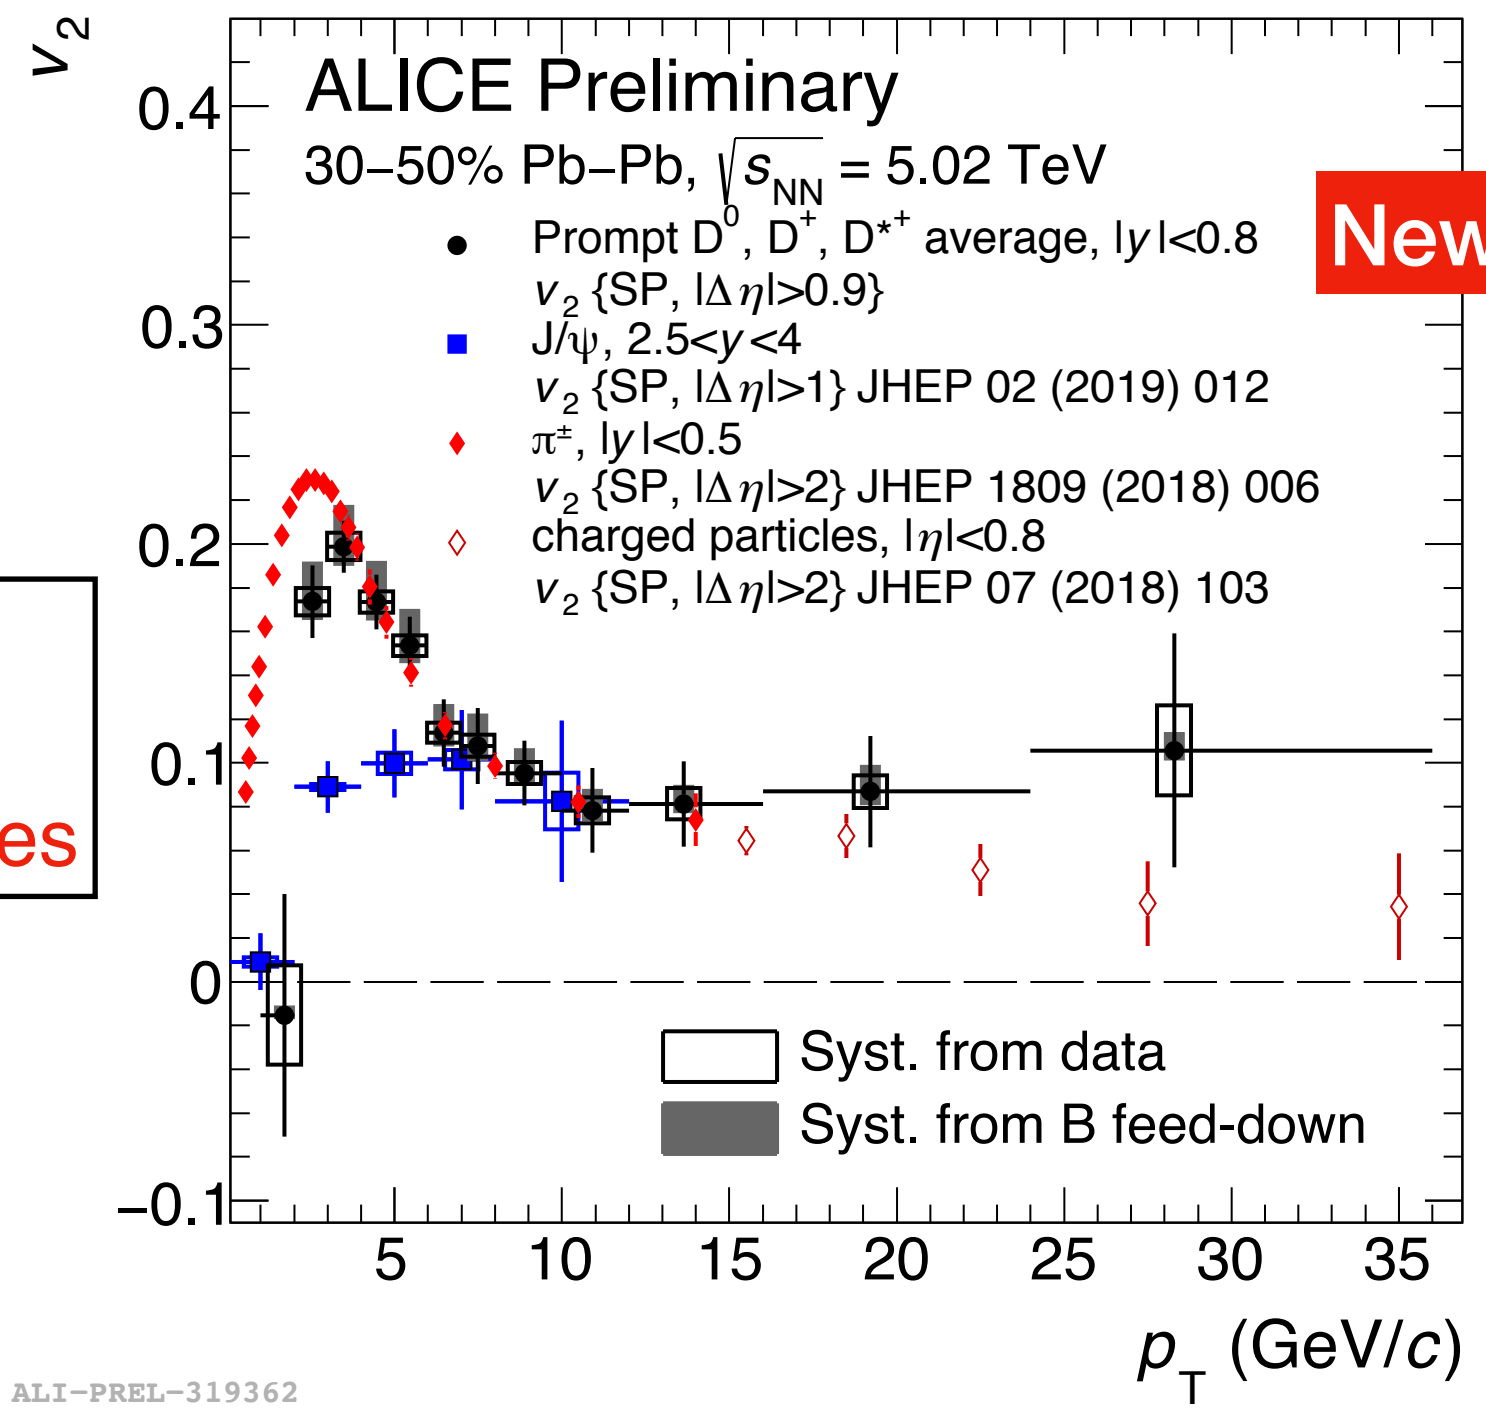 v2
0.4
0.3
0.2
0.1
0
−0.1
ALICE Preliminary
30−50% Pb−Pb, √sNN = 5.02 TeV
Prompt D0, D+, D*+ average, |y|<0.8
v2 {SP, |Δη|>0.9}
J/ψ, 2.5<y<4
v2 {SP, |Δη|>1} JHEP 02 (2019) 012
π±, |y|<0.5
v2 {SP, |Δη|>2} JHEP 1809 (2018) 006
charged particles, |η|<0.8
v2 {SP, |Δη|>2} JHEP 07 (2018) 103
New
es
Syst. from data
Syst. from B feed-down
5 10 15 20 25 30 35
pT (GeV/c)
ALI−PREL−319362